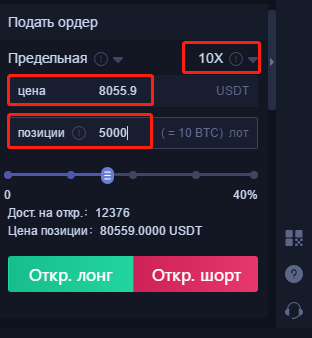 Подать ордер
Предельная 10X
цена 8055.9 USDT
позиции 5000 ( = 10 BTC) лот
0 40%
Дост. на откр.: 12376
Цена позиции: 80559.0000 USDT
Откр. лонг Откр. шорт